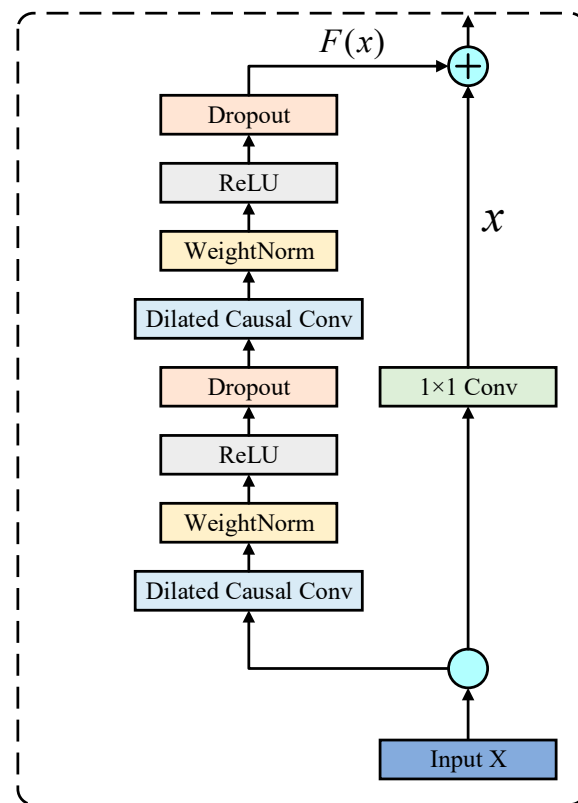 F(x)
+
Dropout
ReLU
WeightNorm
x
Dilated Causal Conv
Dropout
1×1 Conv
ReLU
WeightNorm
Dilated Causal Conv
Input X